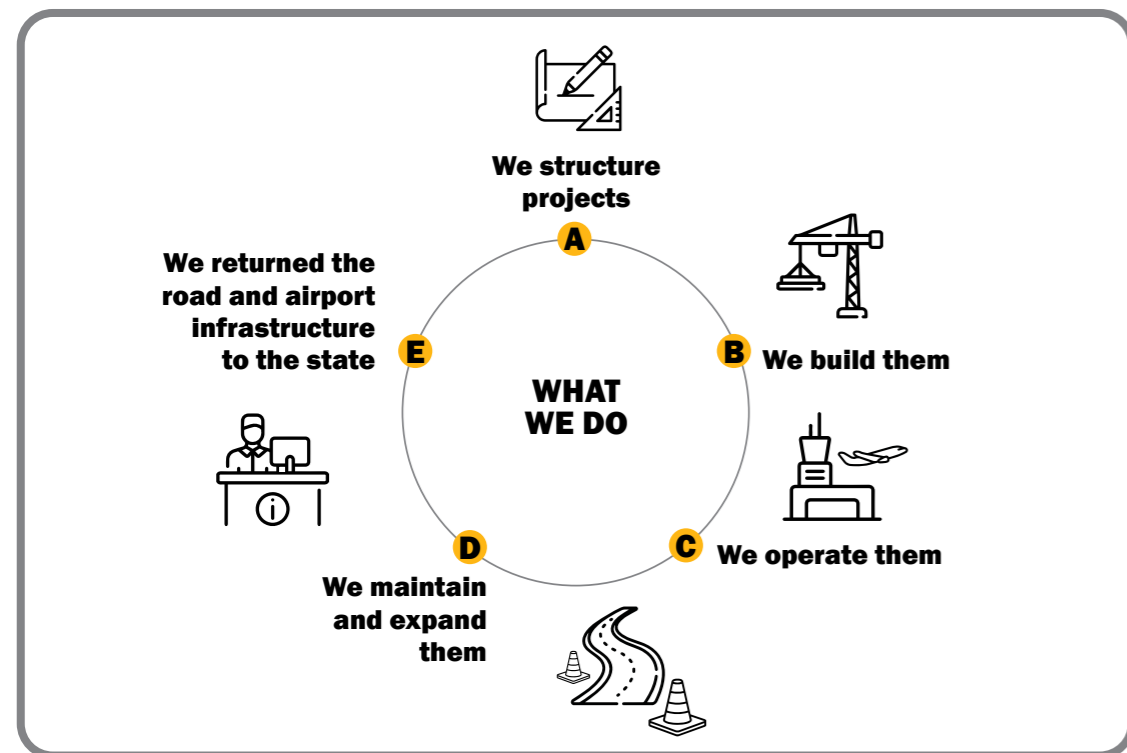 We structure
projects
A
B
We build them
C
We operate them
D
We maintain
and expand
them
E
We returned the
road and airport
infrastructure
to the state
WHAT
WE DO
i